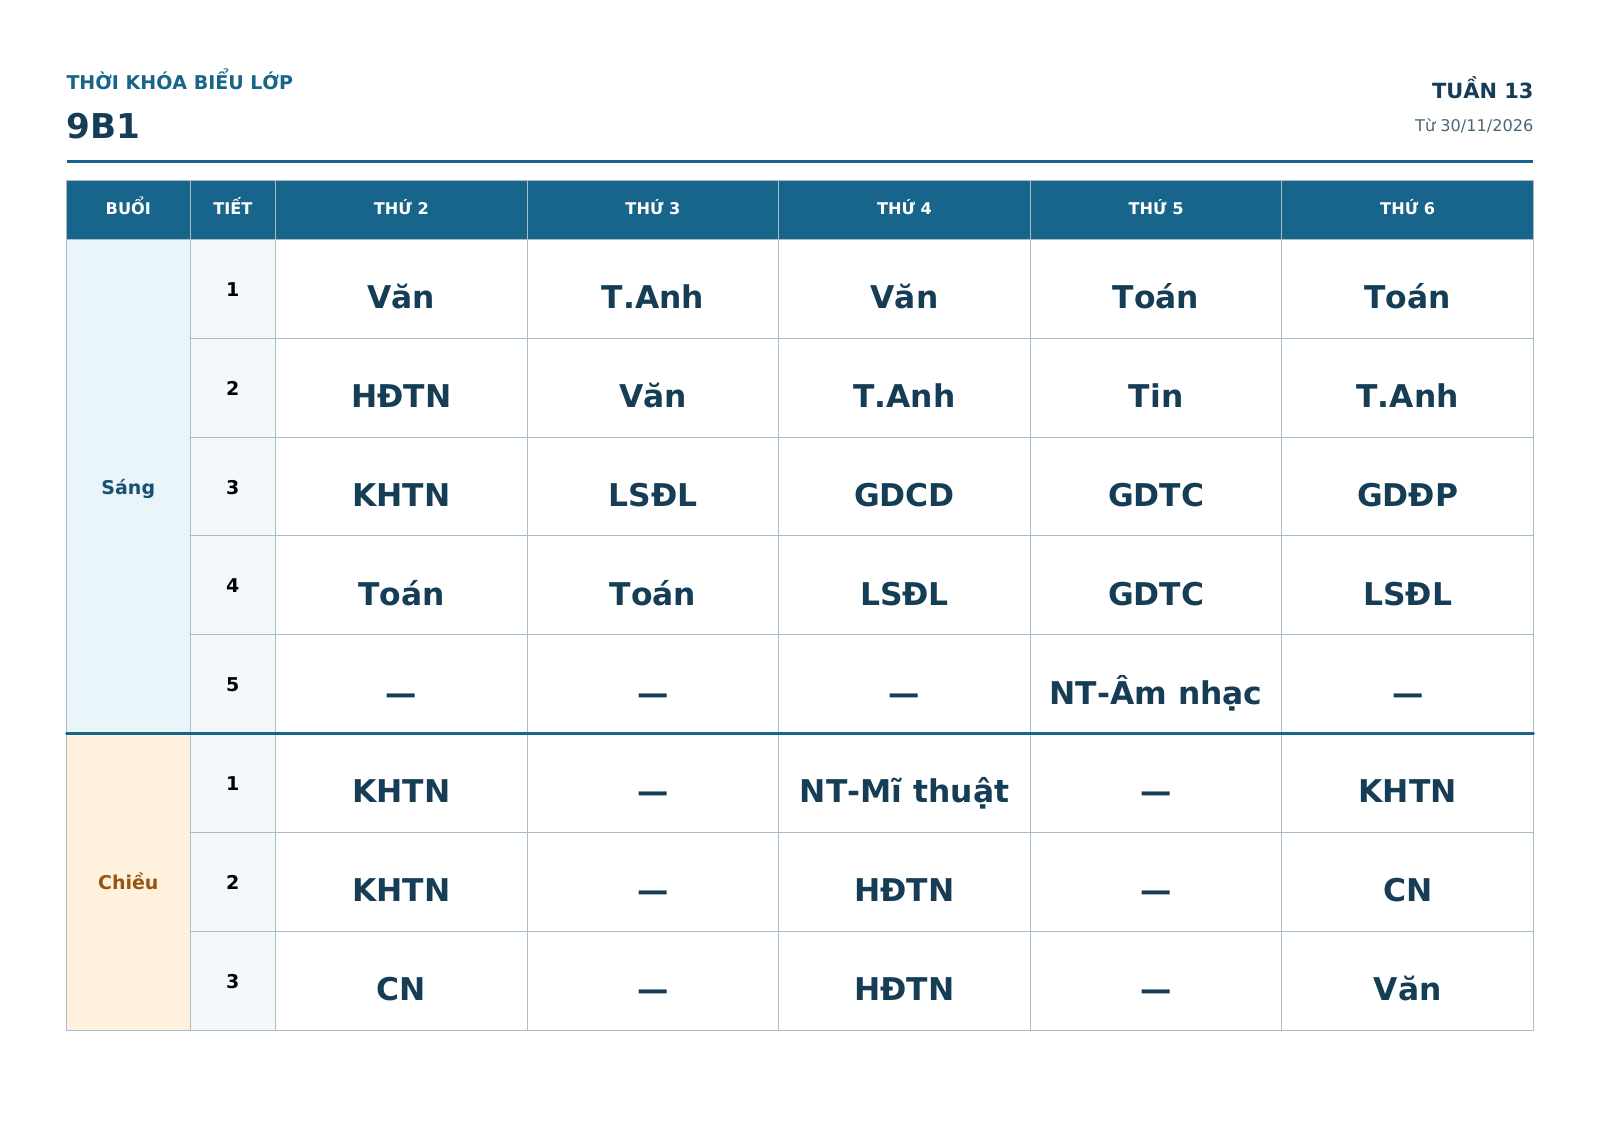 THỜI KHÓA BIỂU LỚP
9B1
TUẦN 13
Từ 30/11/2026
BUỔI TIẾT THỨ 2 THỨ 3 THỨ 4 THỨ 5 THỨ 6
Sáng
1 Văn T.Anh Văn Toán Toán
2 HĐTN Văn T.Anh Tin T.Anh
3 KHTN LSĐL GDCD GDTC GDĐP
4 Toán Toán LSĐL GDTC LSĐL
5 — — — NT-Âm nhạc —
Chiều
1 KHTN — NT-Mĩ thuật — KHTN
2 KHTN — HĐTN — CN
3 CN — HĐTN — Văn